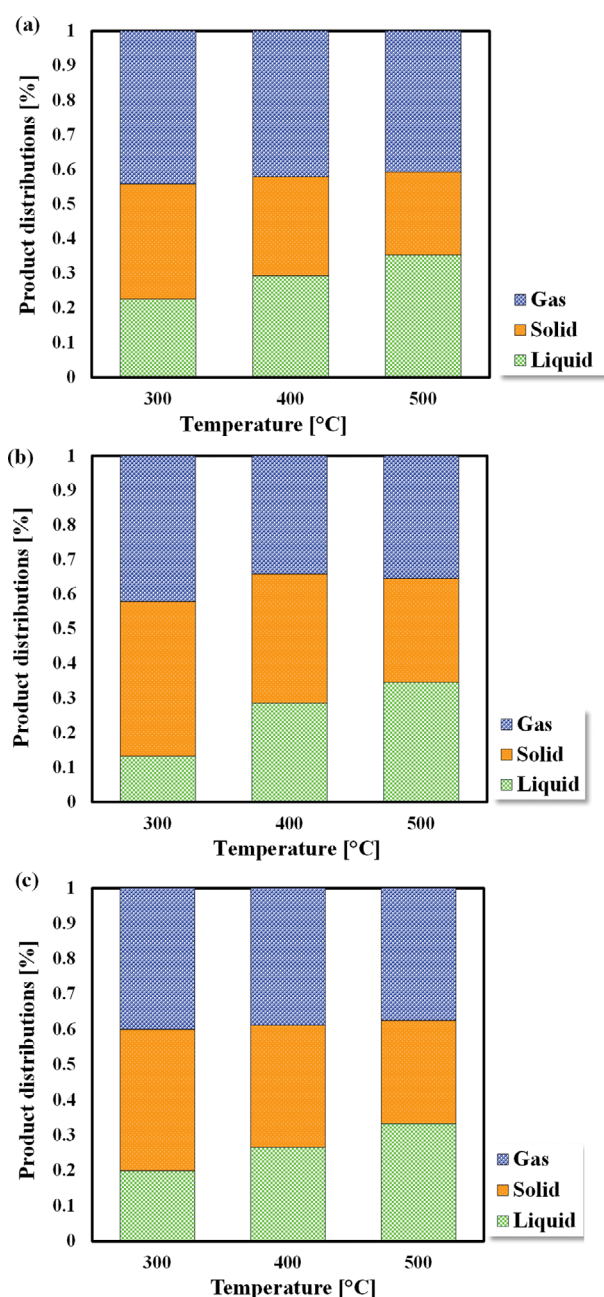 (a)
1
0.9
0.8
0.7
0.6
0.5
0.4
0.3
0.2
0.1
0
Product distributions [%]
300 400 500
Temperature [°C]
Gas
Solid
Liquid
(b)
1
0.9
0.8
0.7
0.6
0.5
0.4
0.3
0.2
0.1
0
Product distributions [%]
300 400 500
Temperature [°C]
Gas
Solid
Liquid
(c)
1
0.9
0.8
0.7
0.6
0.5
0.4
0.3
0.2
0.1
0
Product distributions [%]
300 400 500
Temperature [°C]
Gas
Solid
Liquid